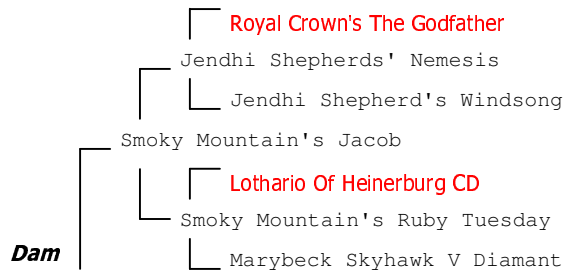 Royal Crown's The Godfather
Jendhi Shepherds' Nemesis
Jendhi Shepherd's Windsong
Smoky Mountain's Jacob
Lothario Of Heinerburg CD
Smoky Mountain's Ruby Tuesday
Dam
Marybeck Skyhawk V Diamant